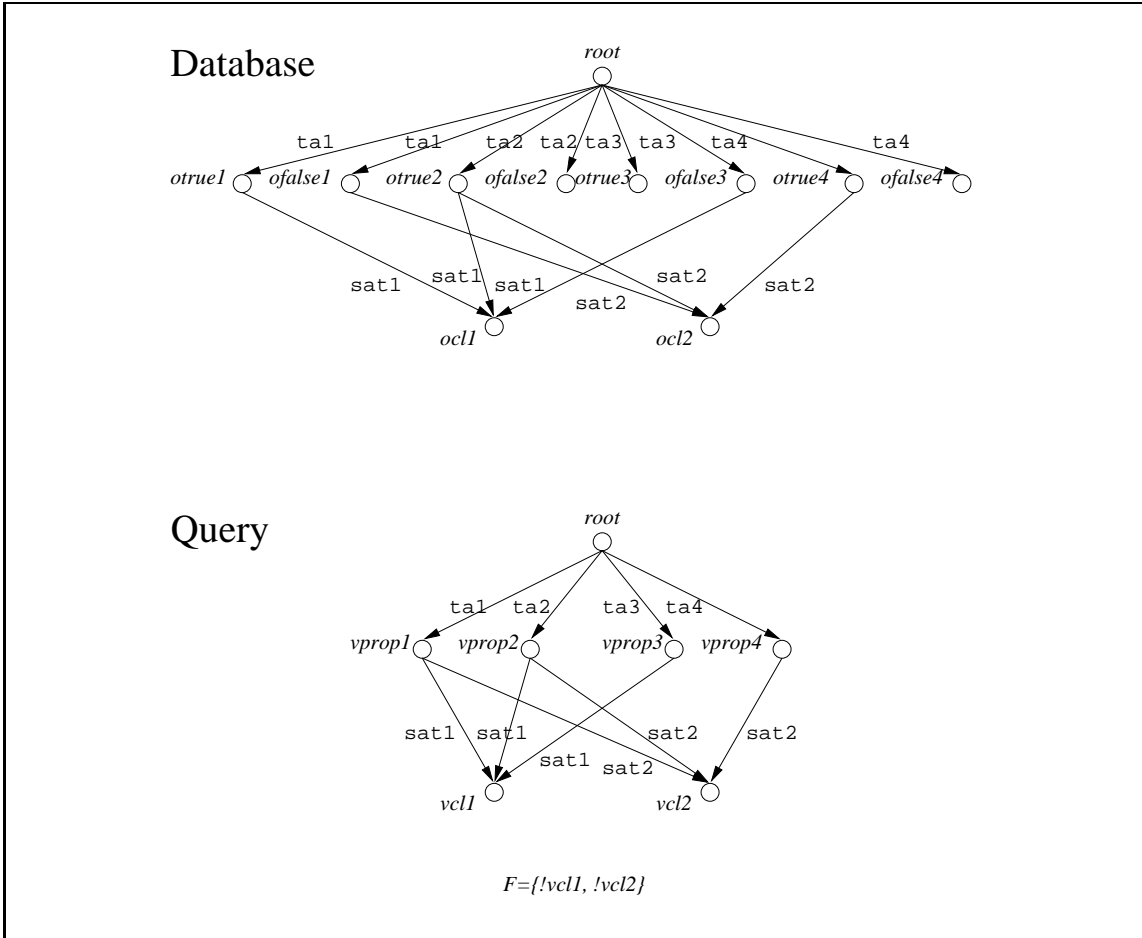 Database
root
ta1 ta1 ta2 ta2 ta3 ta3 ta4 ta4
otrue1 ofalse1 otrue2 ofalse2 otrue3 ofalse3 otrue4 ofalse4
sat1 sat1 sat1 sat2 sat2 sat2
ocl1 ocl2
Query
root
ta1 ta2 ta3 ta4
vprop1 vprop2 vprop3 vprop4
sat1 sat1 sat1 sat2 sat2 sat2
vcl1 vcl2
F={!vcl1, !vcl2}